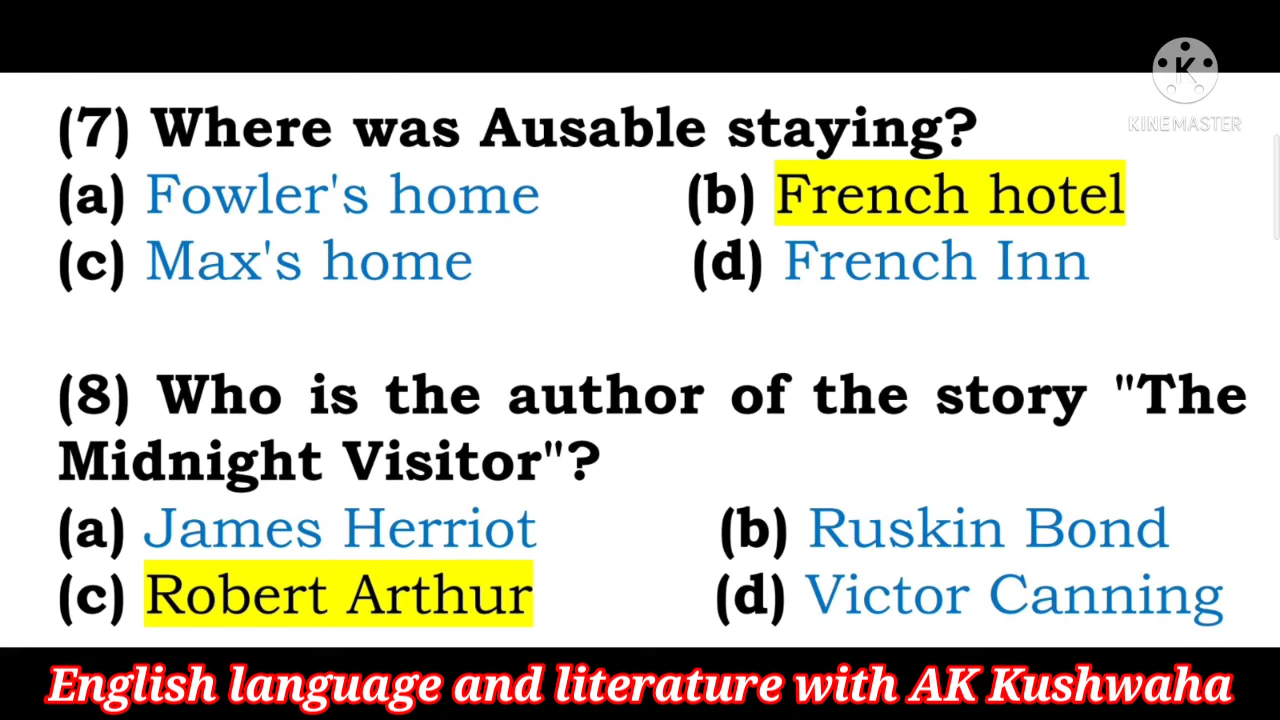 K
KINEMASTER
(7) Where was Ausable staying?
(a) Fowler's home (b) French hotel
(c) Max's home (d) French Inn
(8) Who is the author of the story "The
Midnight Visitor"?
(a) James Herriot (b) Ruskin Bond
(c) Robert Arthur (d) Victor Canning
English language and literature with AK Kushwaha